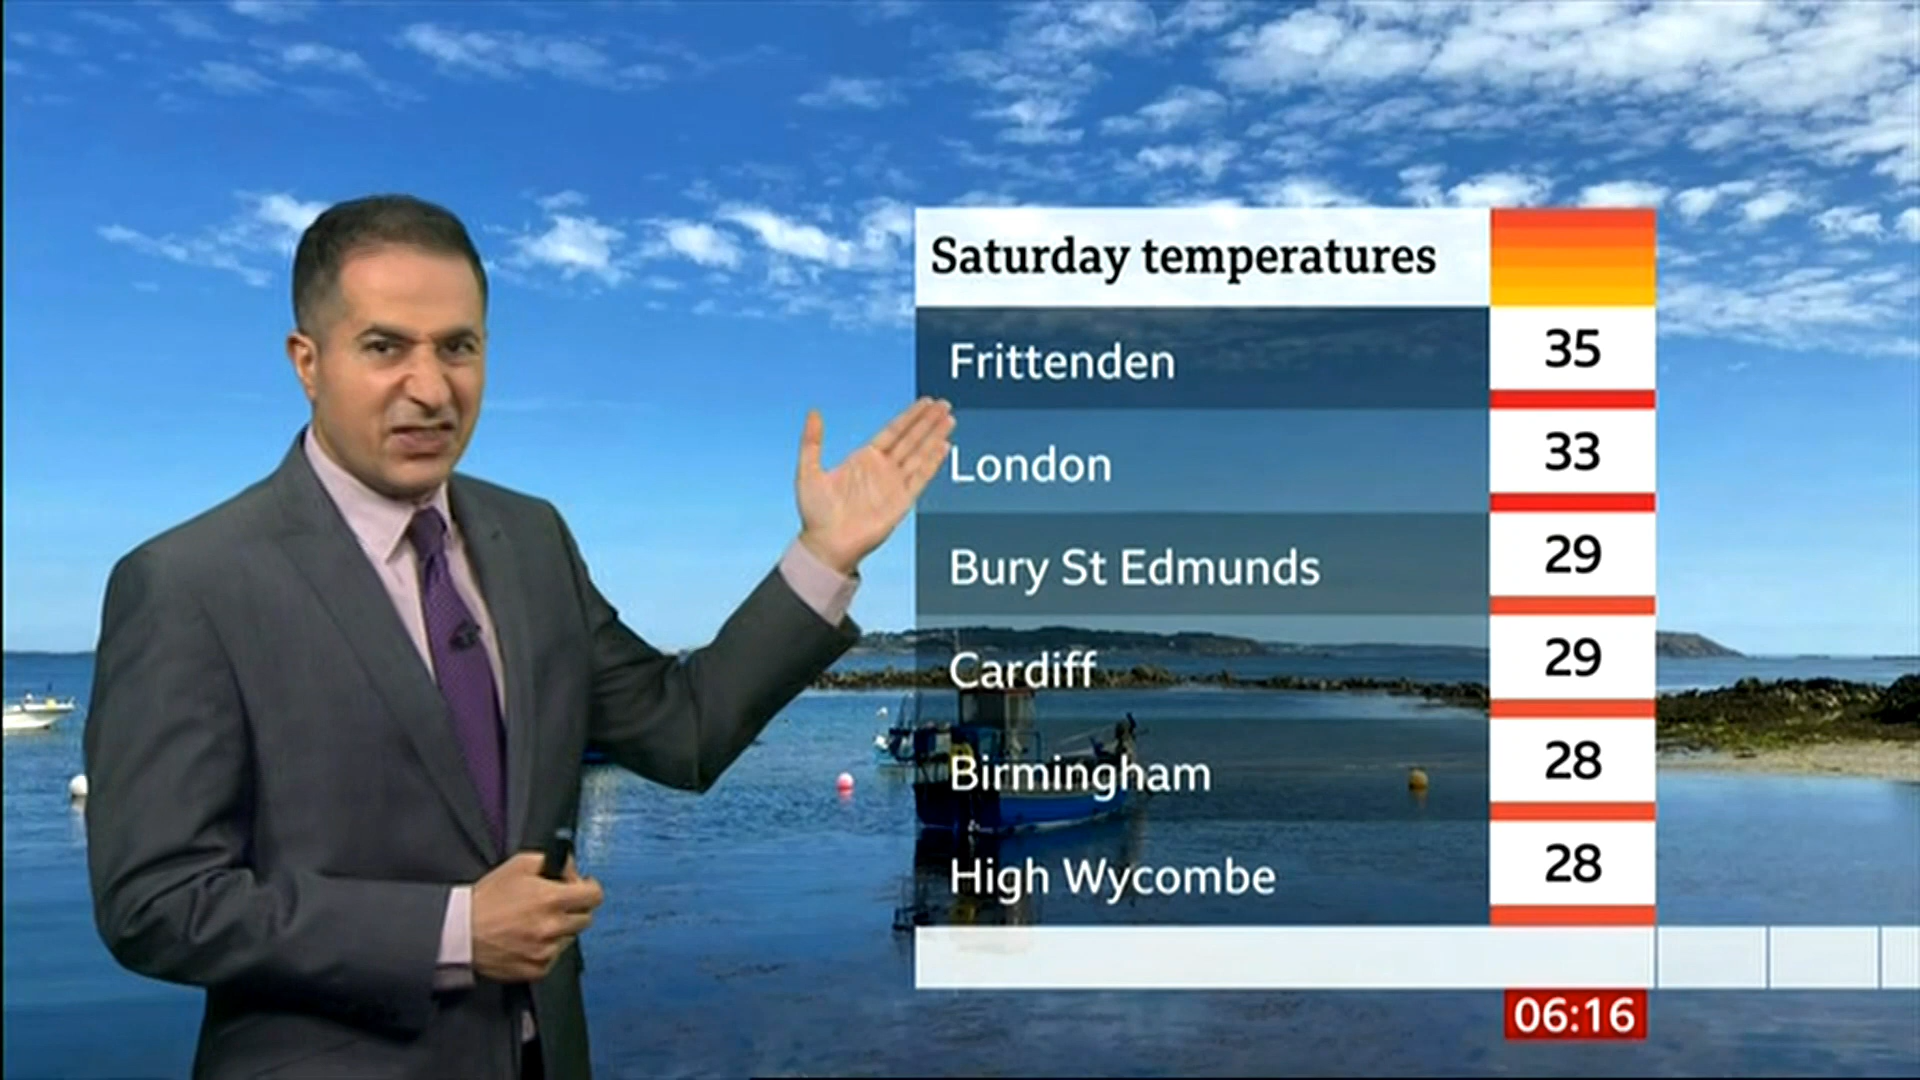 Saturday temperatures
Frittenden 35
London 33
Bury St Edmunds 29
Cardiff 29
Birmingham 28
High Wycombe 28
06:16